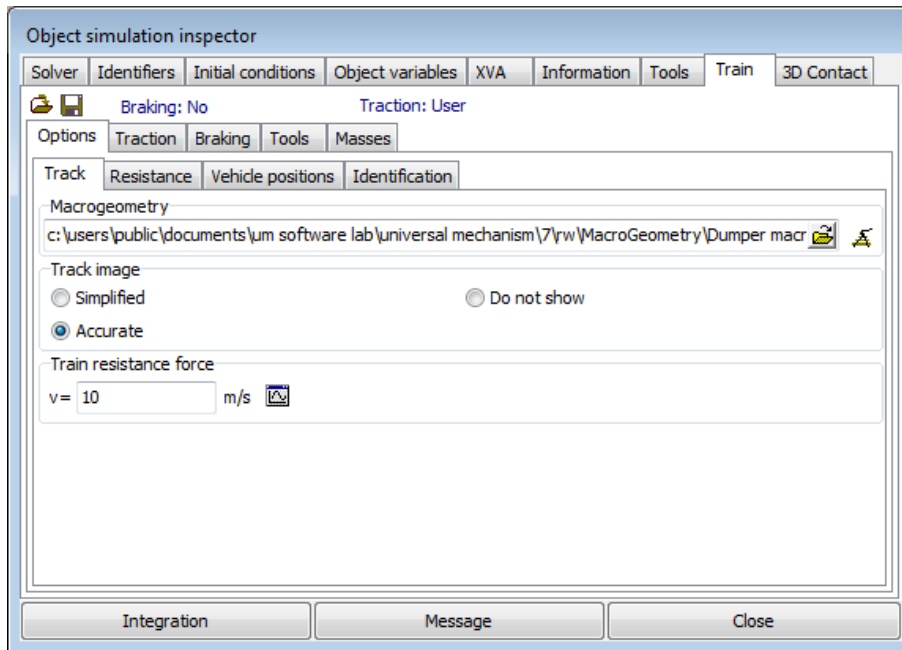 Object simulation inspector
Solver Identifiers Initial conditions Object variables XVA Information Tools Train 3D Contact
Braking: No Traction: User
Options Traction Braking Tools Masses
Track Resistance Vehicle positions Identification
Macrogeometry
c:\users\public\documents\um software lab\universal mechanism\7\rw\MacroGeometry\Dumper macr
Track image
Simplified Do not show
Accurate
Train resistance force
v= 10 m/s
Integration Message Close